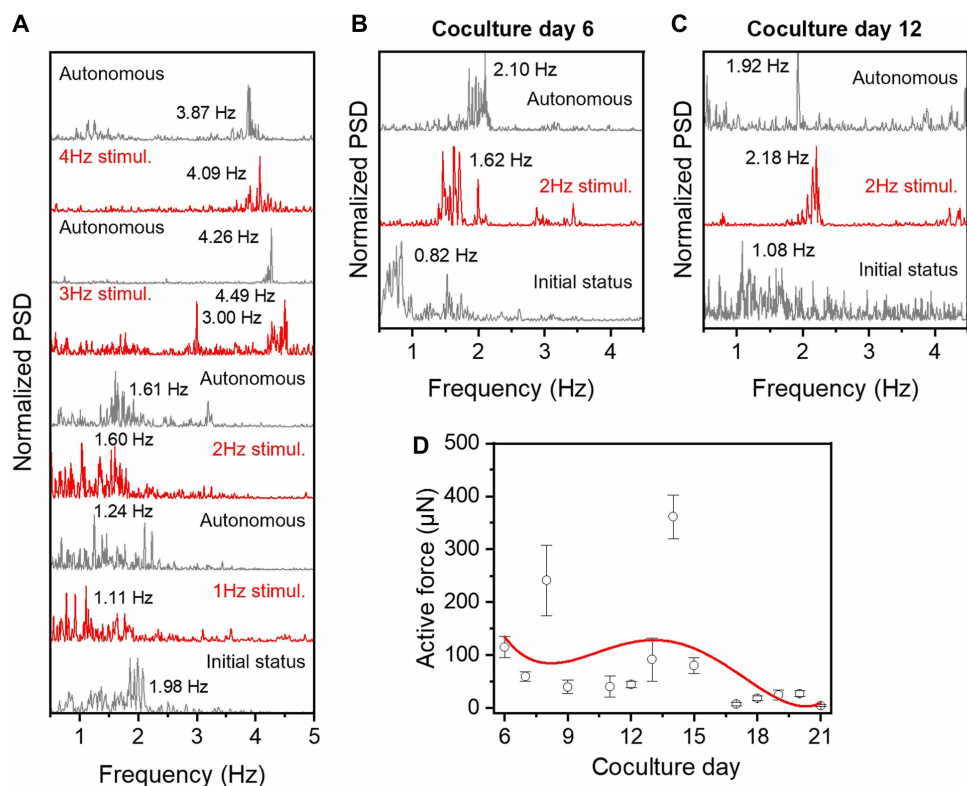 A
Normalized PSD
Autonomous
3.87 Hz
4Hz stimul.
4.09 Hz
Autonomous
4.26 Hz
3Hz stimul.
4.49 Hz
3.00 Hz
Autonomous
1.61 Hz
1.60 Hz
2Hz stimul.
1.24 Hz
Autonomous
1.11 Hz
1Hz stimul.
Initial status
1.98 Hz
1 2 3 4 5
Frequency (Hz)
B
Coculture day 6
Normalized PSD
2.10 Hz
Autonomous
1.62 Hz
2Hz stimul.
0.82 Hz
Initial status
1 2 3 4
Frequency (Hz)
C
Coculture day 12
Normalized PSD
1.92 Hz
Autonomous
2.18 Hz
2Hz stimul.
1.08 Hz
Initial status
1 2 3 4
Frequency (Hz)
D
Active force (μN)
500
400
300
200
100
0
6 9 12 15 18 21
Coculture day